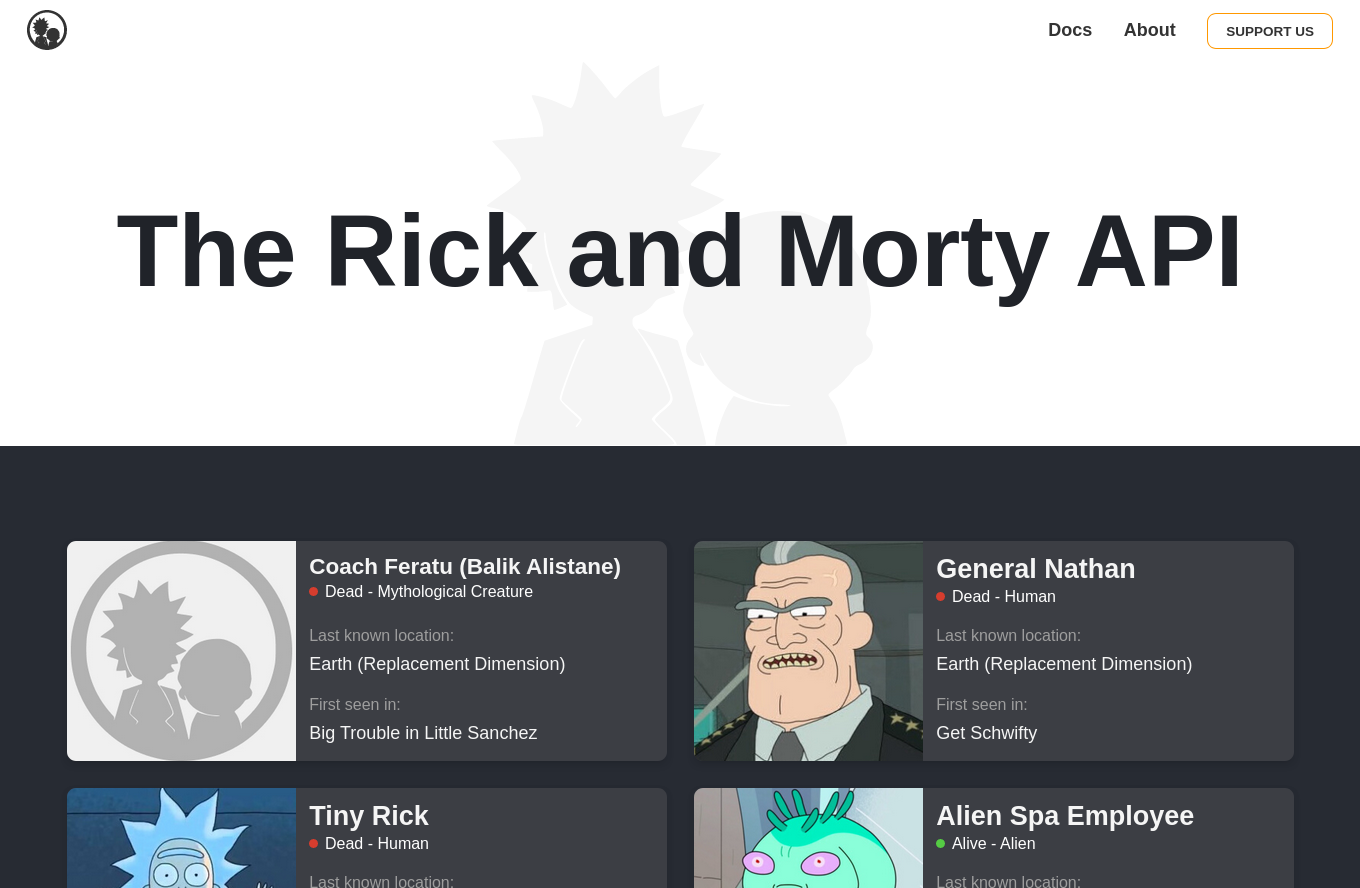 Docs About SUPPORT US
The Rick and Morty API
Coach Feratu (Balik Alistane)
Dead - Mythological Creature
Last known location:
Earth (Replacement Dimension)
First seen in:
Big Trouble in Little Sanchez
General Nathan
Dead - Human
Last known location:
Earth (Replacement Dimension)
First seen in:
Get Schwifty
Tiny Rick
Dead - Human
Last known location:
Alien Spa Employee
Alive - Alien
Last known location: